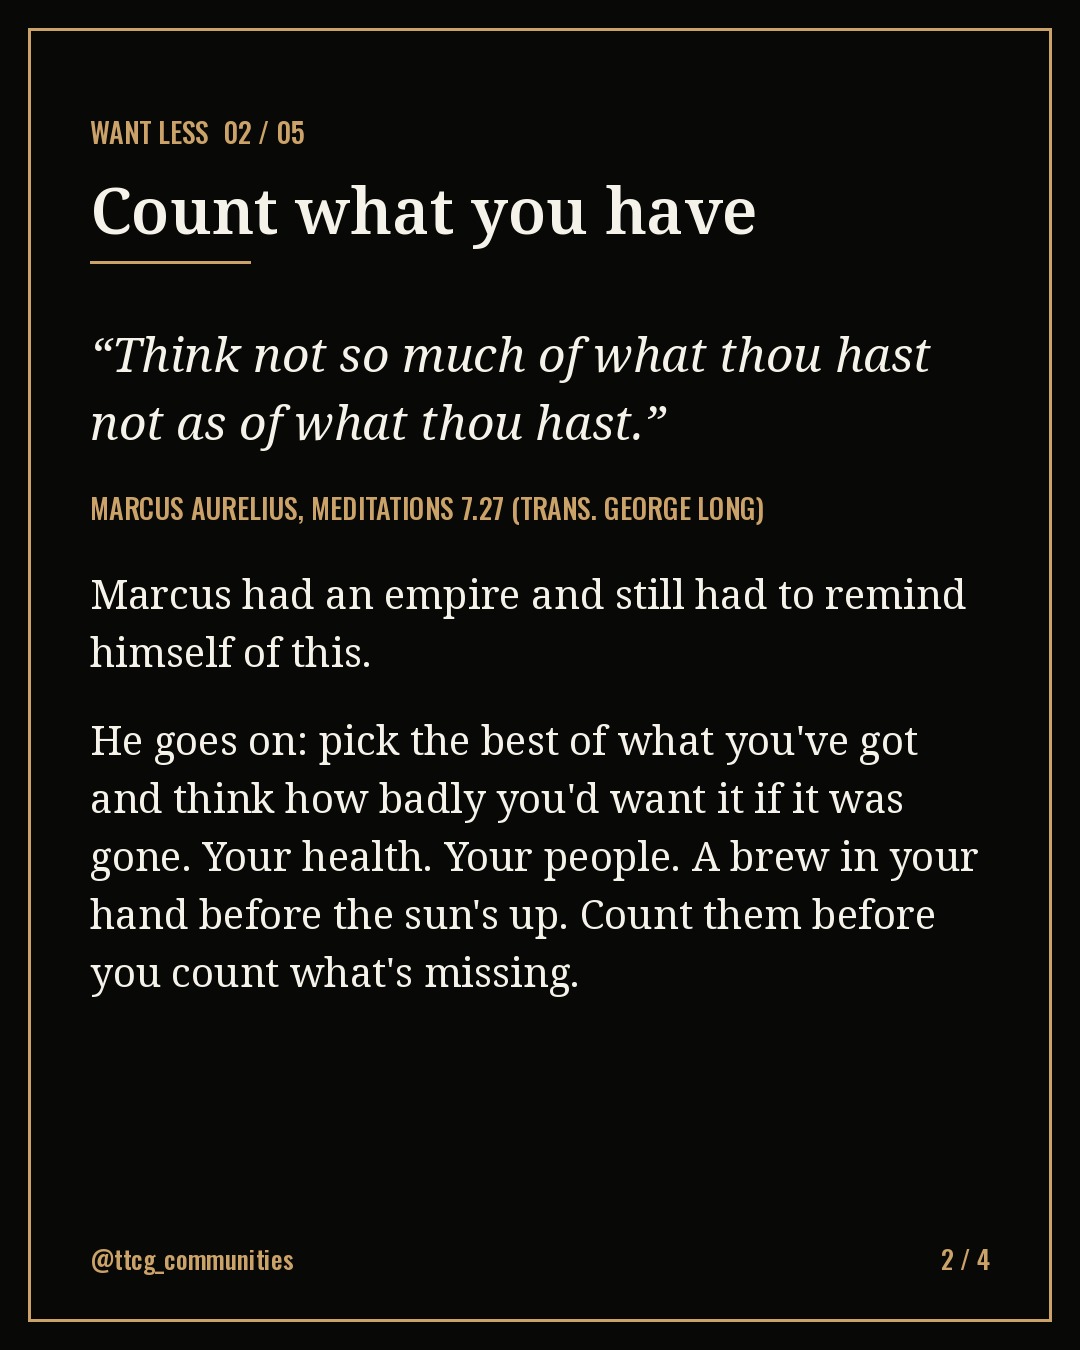 WANT LESS 02 / 05
Count what you have
“Think not so much of what thou hast
not as of what thou hast.”
MARCUS AURELIUS, MEDITATIONS 7.27 (TRANS. GEORGE LONG)
Marcus had an empire and still had to remind
himself of this.
He goes on: pick the best of what you've got
and think how badly you'd want it if it was
gone. Your health. Your people. A brew in your
hand before the sun's up. Count them before
you count what's missing.
@ttcg_communities
2 / 4